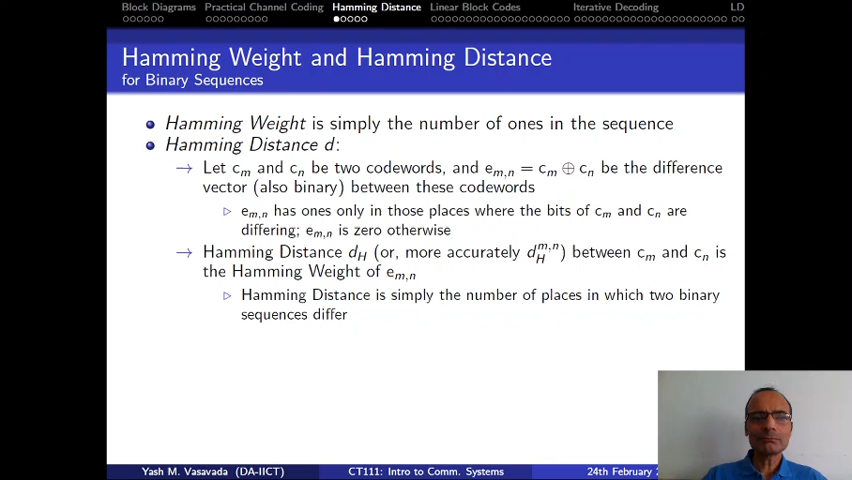 Block Diagrams Practical Channel Coding Hamming Distance Linear Block Codes Iterative Decoding LD
Hamming Weight and Hamming Distance
for Binary Sequences
Hamming Weight is simply the number of ones in the sequence
Hamming Distance d:
→ Let c_m and c_n be two codewords, and e_{m,n} = c_m ⊕ c_n be the difference
vector (also binary) between these codewords
▷ e_{m,n} has ones only in those places where the bits of c_m and c_n are
differing; e_{m,n} is zero otherwise
→ Hamming Distance d_H (or, more accurately d_H^{m,n}) between c_m and c_n is
the Hamming Weight of e_{m,n}
▷ Hamming Distance is simply the number of places in which two binary
sequences differ
Yash M. Vasavada (DA-IICT) CT111: Intro to Comm. Systems 24th February